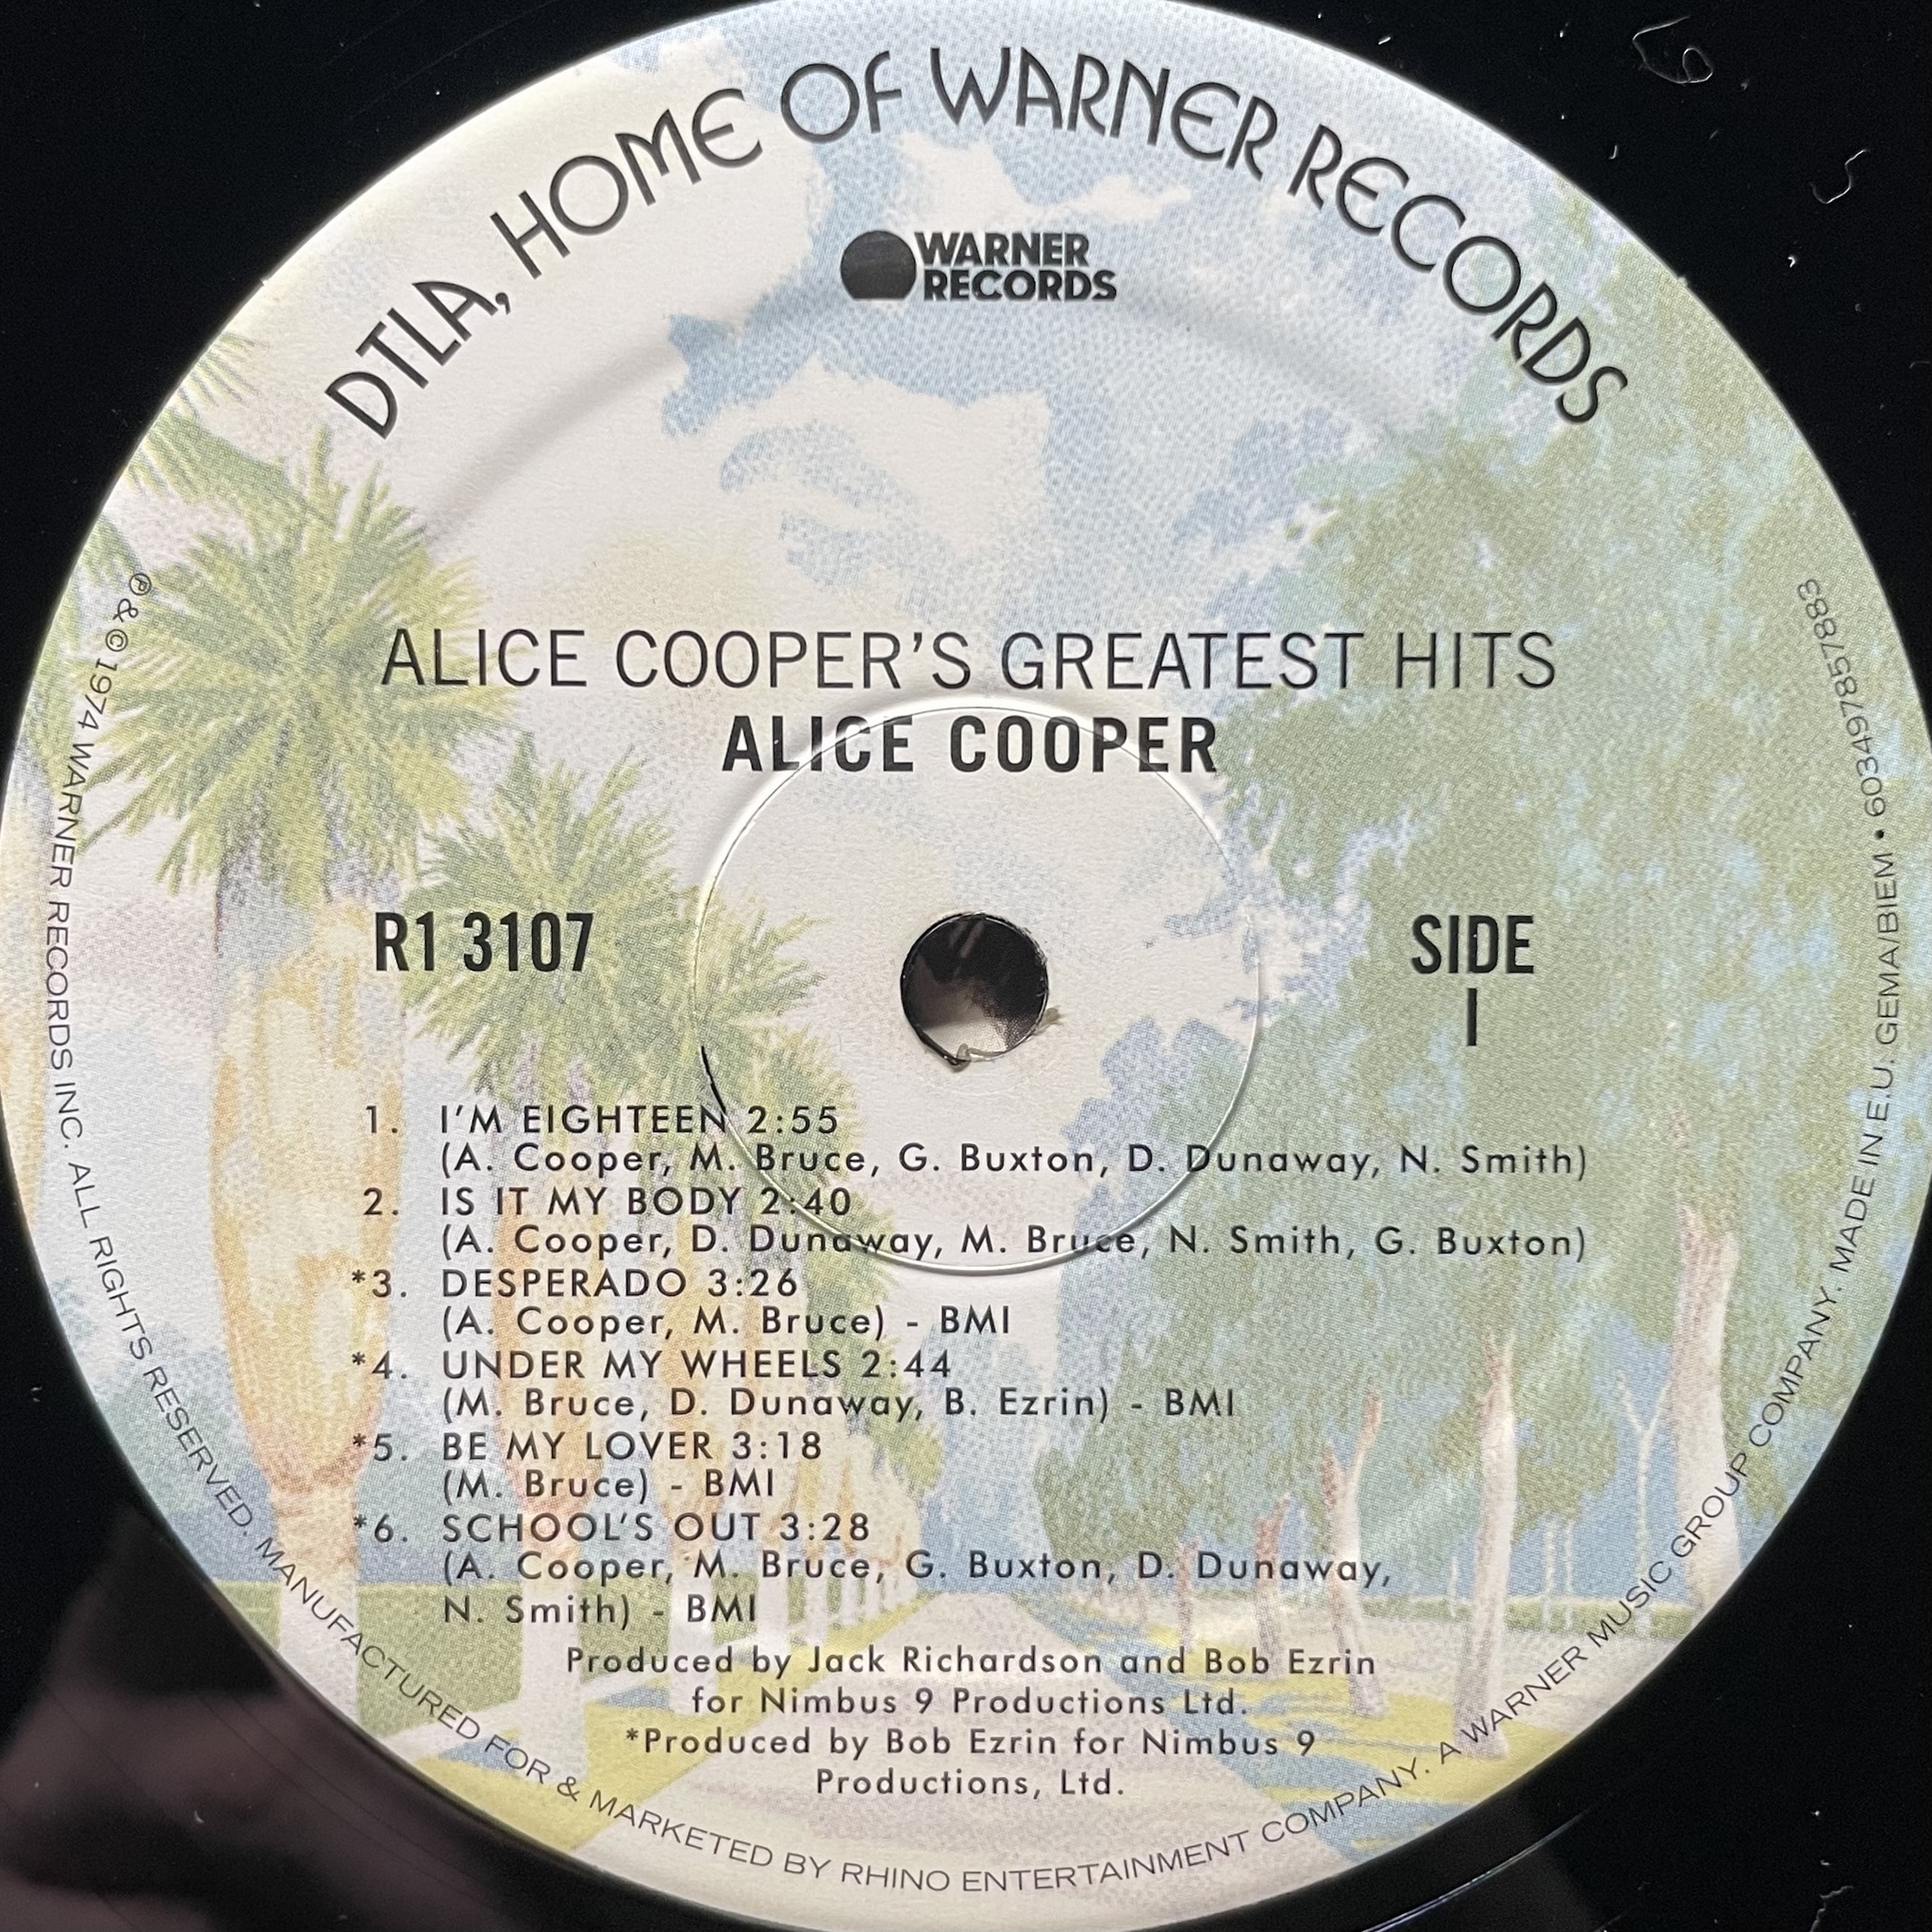 DTLA, HOME OF WARNER RECORDS
WARNER
RECORDS
ALICE COOPER'S GREATEST HITS
ALICE COOPER
R1 3107
SIDE
I
1. I'M EIGHTEEN 2:55
(A. Cooper, M. Bruce, G. Buxton, D. Dunaway, N. Smith)
2. IS IT MY BODY 2:40
(A. Cooper, D. Dunaway, M. Bruce, N. Smith, G. Buxton)
*3. DESPERADO 3:26
(A. Cooper, M. Bruce) - BMI
*4. UNDER MY WHEELS 2:44
(M. Bruce, D. Dunaway, B. Ezrin) - BMI
*5. BE MY LOVER 3:18
(M. Bruce) - BMI
*6. SCHOOL'S OUT 3:28
(A. Cooper, M. Bruce, G. Buxton, D. Dunaway,
N. Smith) - BMI
Produced by Jack Richardson and Bob Ezrin
for Nimbus 9 Productions Ltd.
*Produced by Bob Ezrin for Nimbus 9
Productions, Ltd.
℗ & © 1974 WARNER RECORDS INC. ALL RIGHTS RESERVED. MANUFACTURED FOR & MARKETED BY RHINO ENTERTAINMENT COMPANY. A WARNER MUSIC GROUP COMPANY. MADE IN E.U. GEMA/BIEM • 603497857883